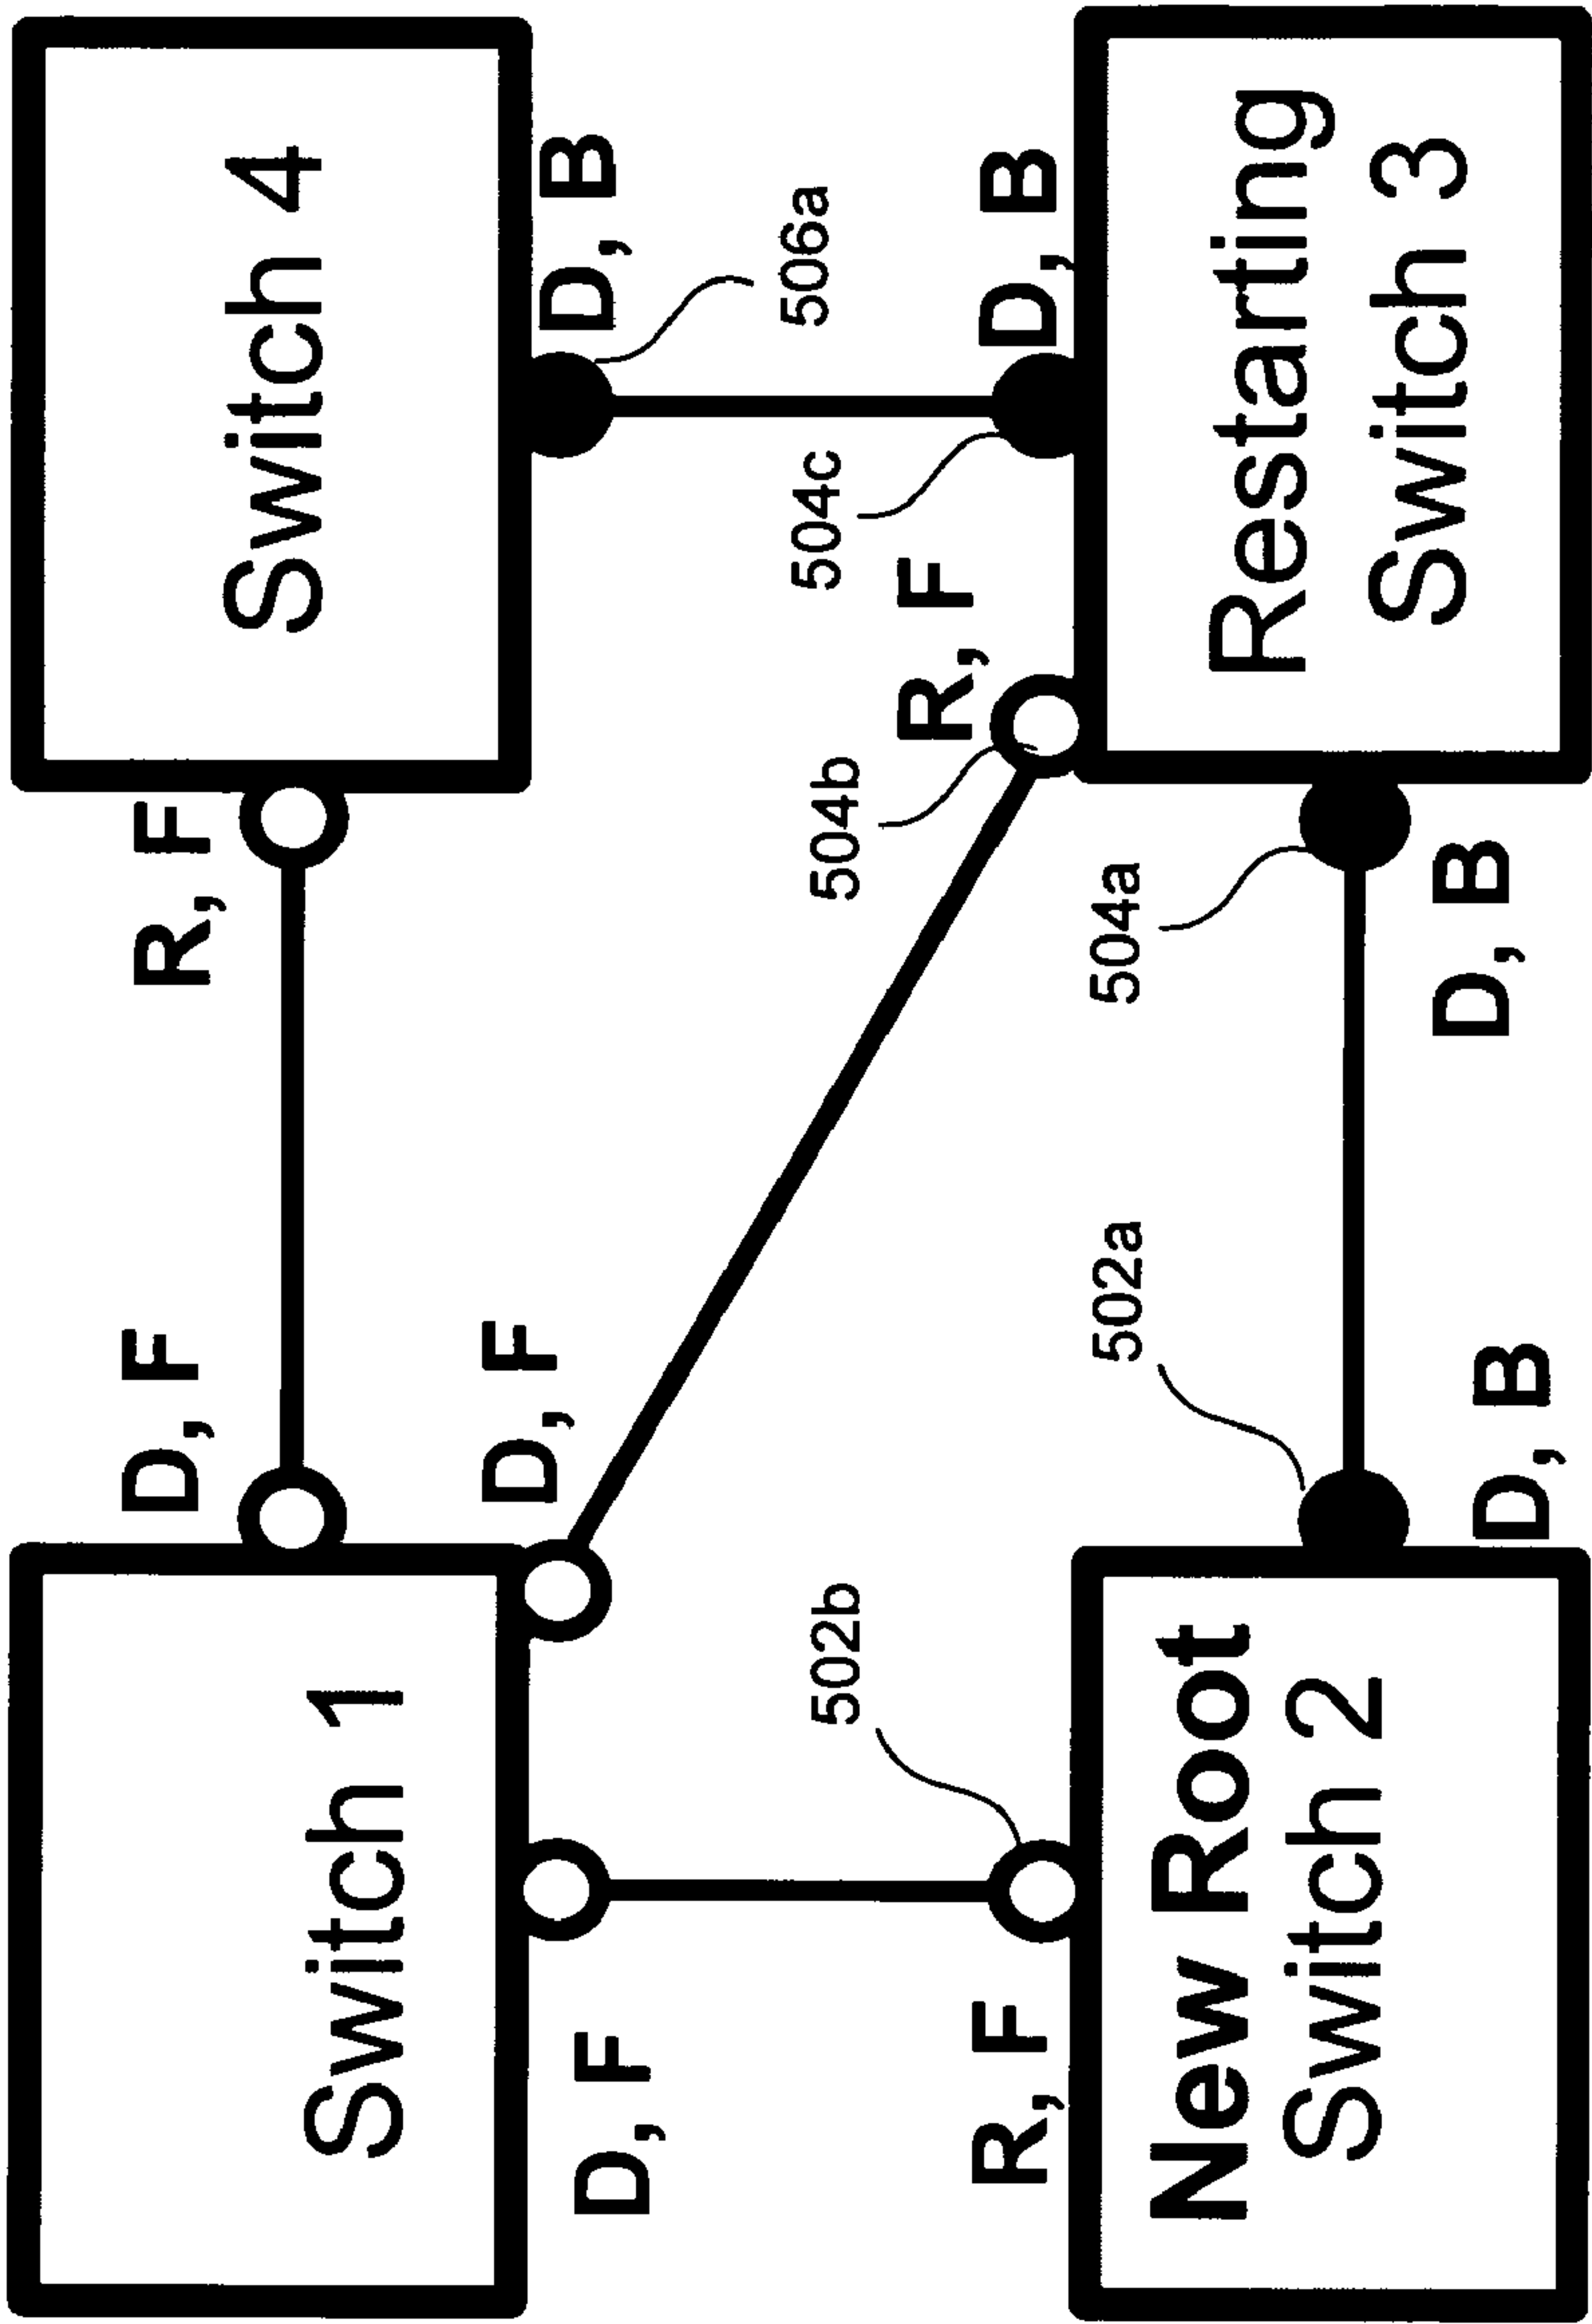 D, F
R, F
Switch 1
Switch 4
D, F
D, F
D, B
506a
502b
504b
504c
R, F
R, F
D, B
502a
504a
New Root
Switch 2
Restarting
Switch 3
D, B
D, B